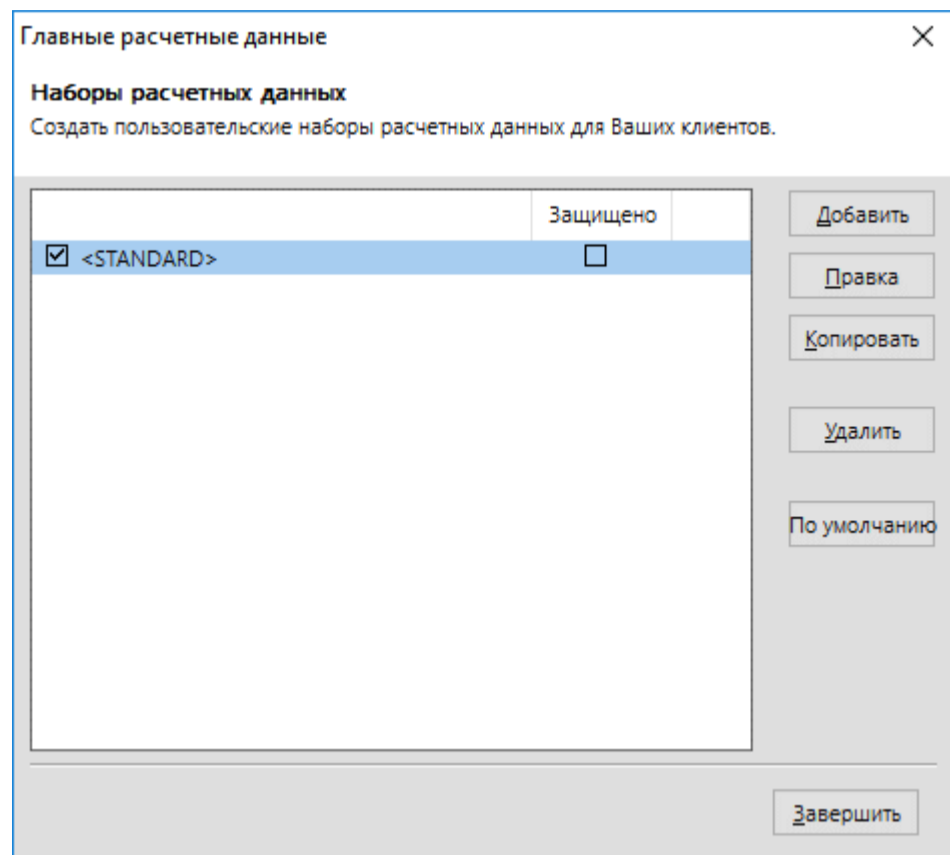 Главные расчетные данные
Наборы расчетных данных
Создать пользовательские наборы расчетных данных для Ваших клиентов.
Защищено
<STANDARD>
Добавить
Правка
Копировать
Удалить
По умолчанию
Завершить